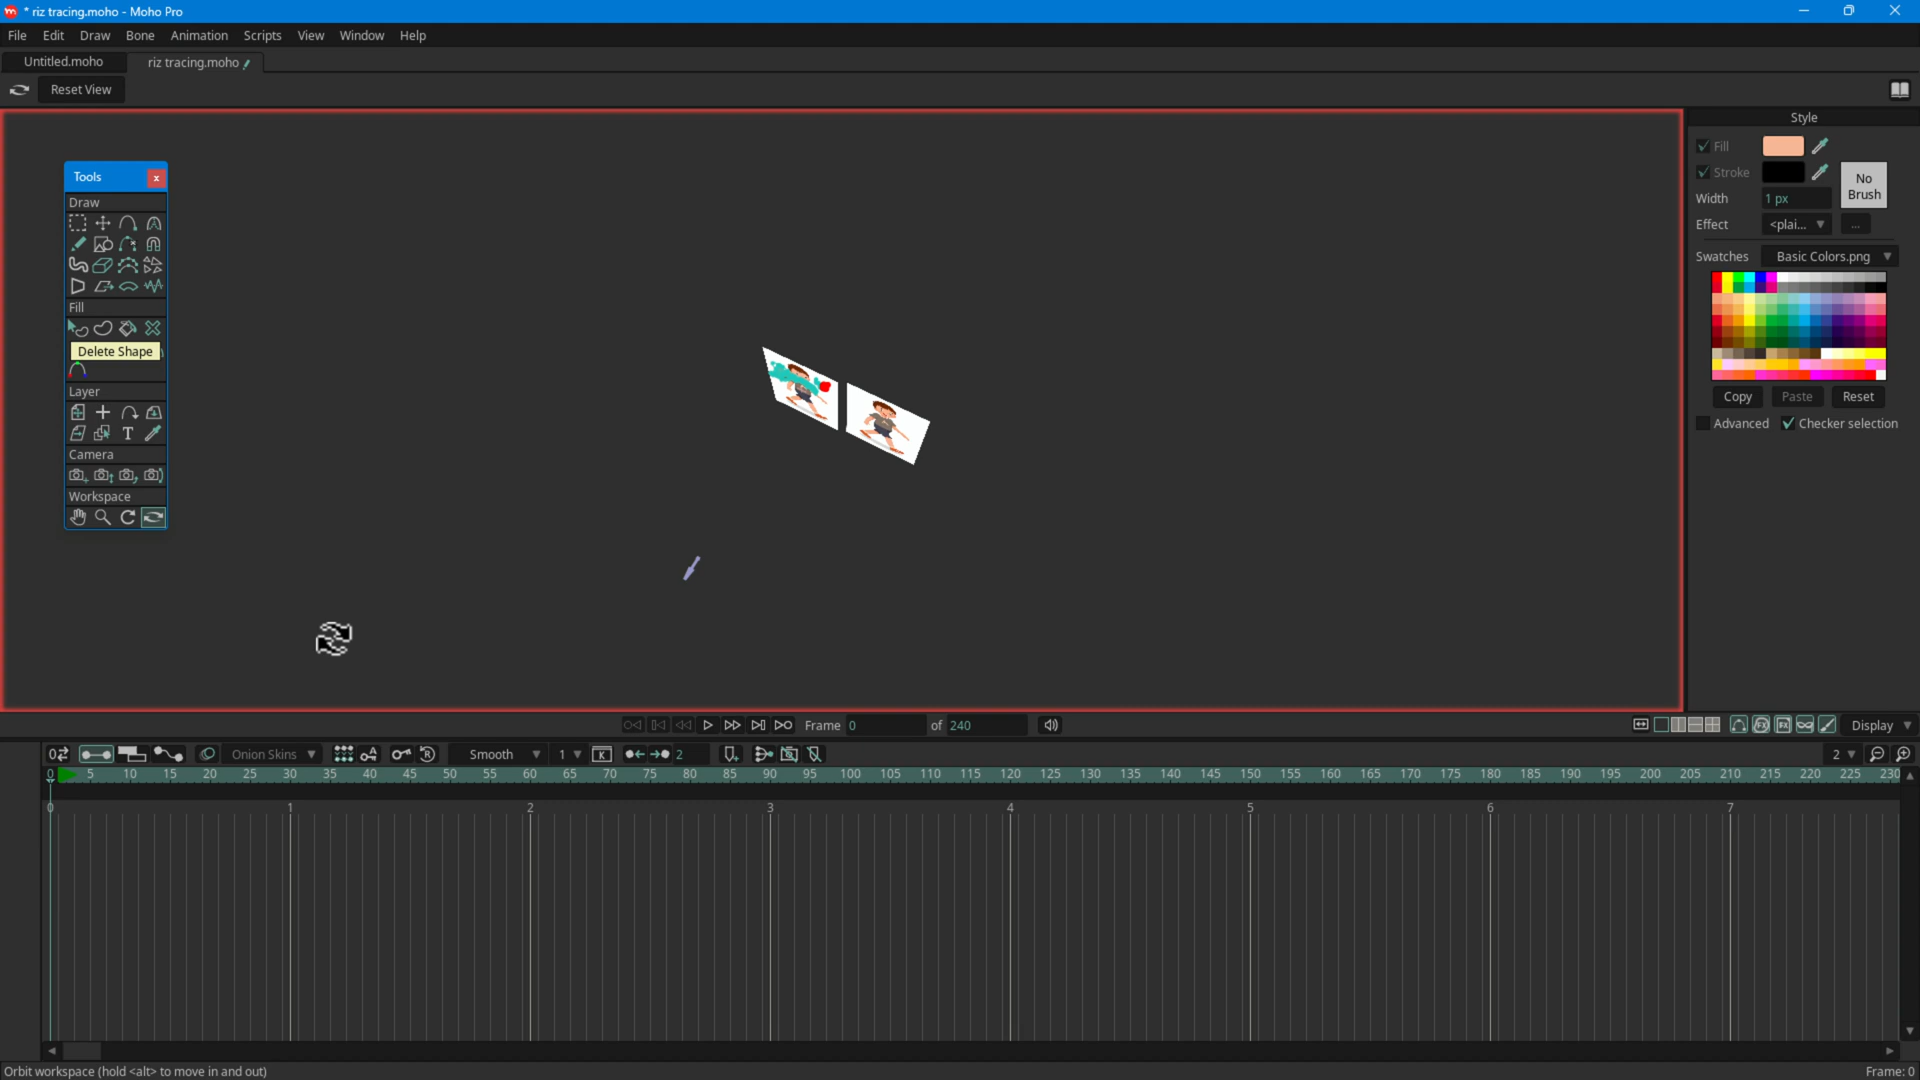 * riz tracing.moho - Moho Pro
File Edit Draw Bone Animation Scripts View Window Help
Untitled.moho riz tracing.moho
Reset View
Style
Tools x
Draw
Fill
Delete Shape
Layer
T
Camera
Workspace
Fill
Stroke
No Brush
Width 1 px
Effect <plai... ...
Swatches Basic Colors.png
Copy Paste Reset
Advanced Checker selection
Frame 0 of 240 Display
Onion Skins Smooth 1 K 2 2
0 5 10 15 20 25 30 35 40 45 50 55 60 65 70 75 80 85 90 95 100 105 110 115 120 125 130 135 140 145 150 155 160 165 170 175 180 185 190 195 200 205 210 215 220 225 230
0 1 2 3 4 5 6 7
Orbit workspace (hold <alt> to move in and out) Frame: 0